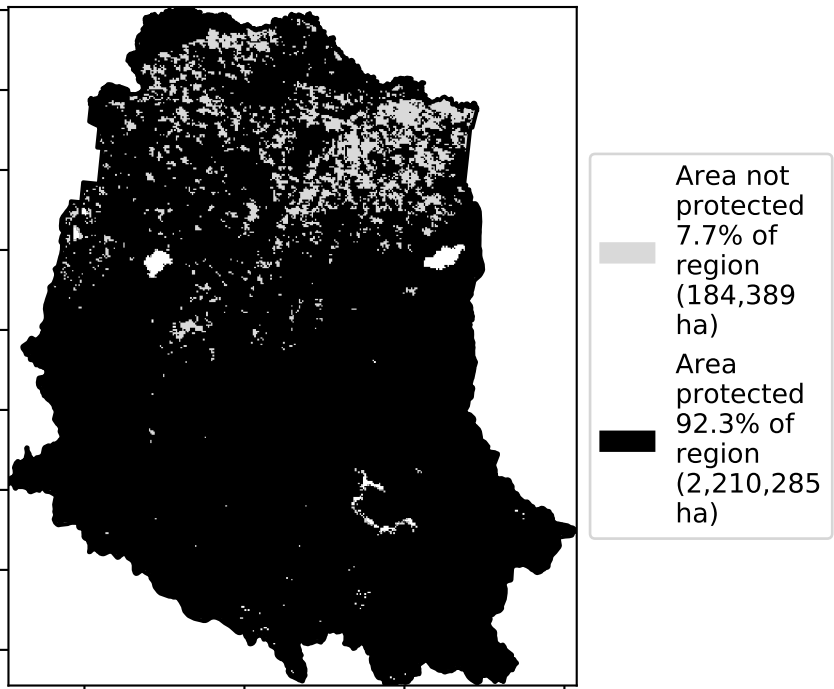 Area not
protected
7.7% of
region
(184,389
ha)
Area
protected
92.3% of
region
(2,210,285
ha)